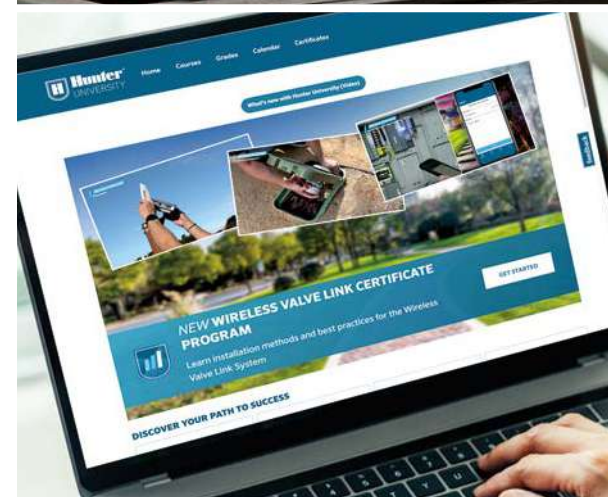 Hunter
UNIVERSITY
Home
Courses
Grades
Calendar
Certificates
What's new with Hunter University (Video)
Feedback
NEW WIRELESS VALVE LINK CERTIFICATE
PROGRAM
Learn installation methods and best practices for the Wireless
Valve Link System
GET STARTED
DISCOVER YOUR PATH TO SUCCESS